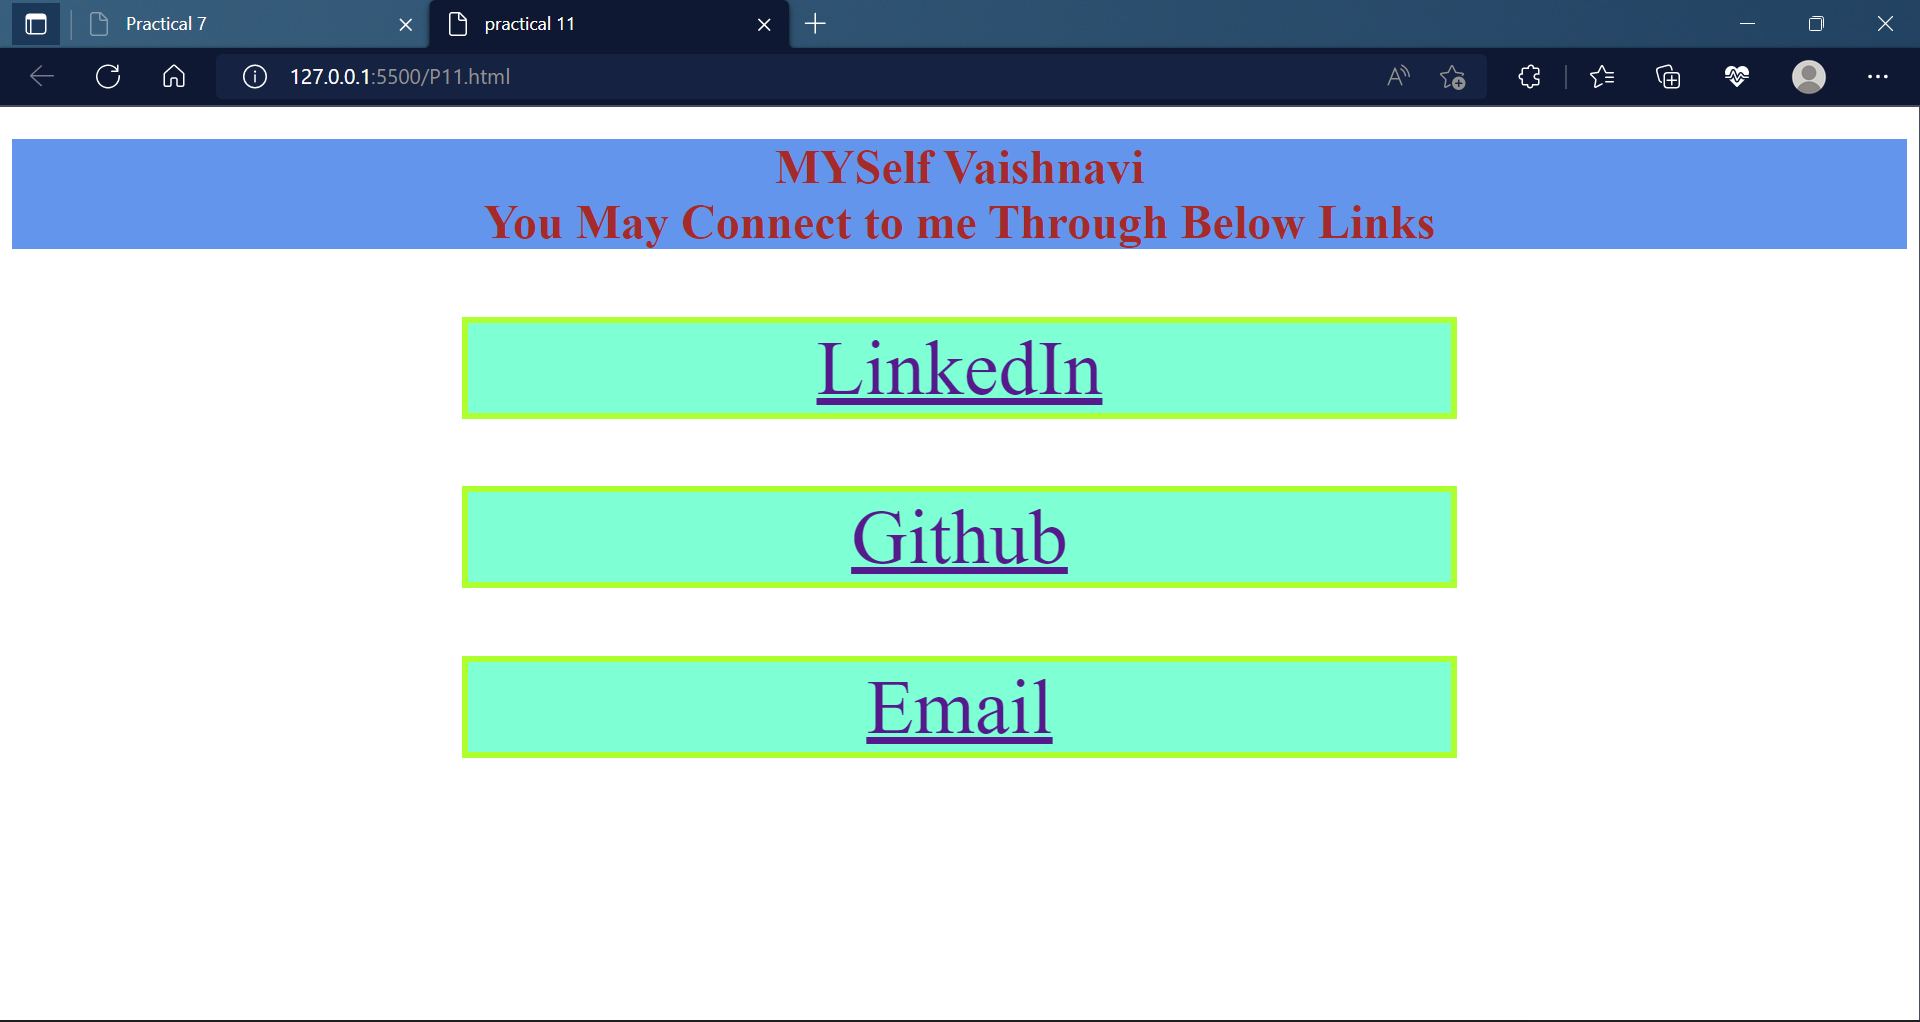 Practical 7
practical 11
127.0.0.1:5500/P11.html
MYSelf Vaishnavi
You May Connect to me Through Below Links
LinkedIn
Github
Email